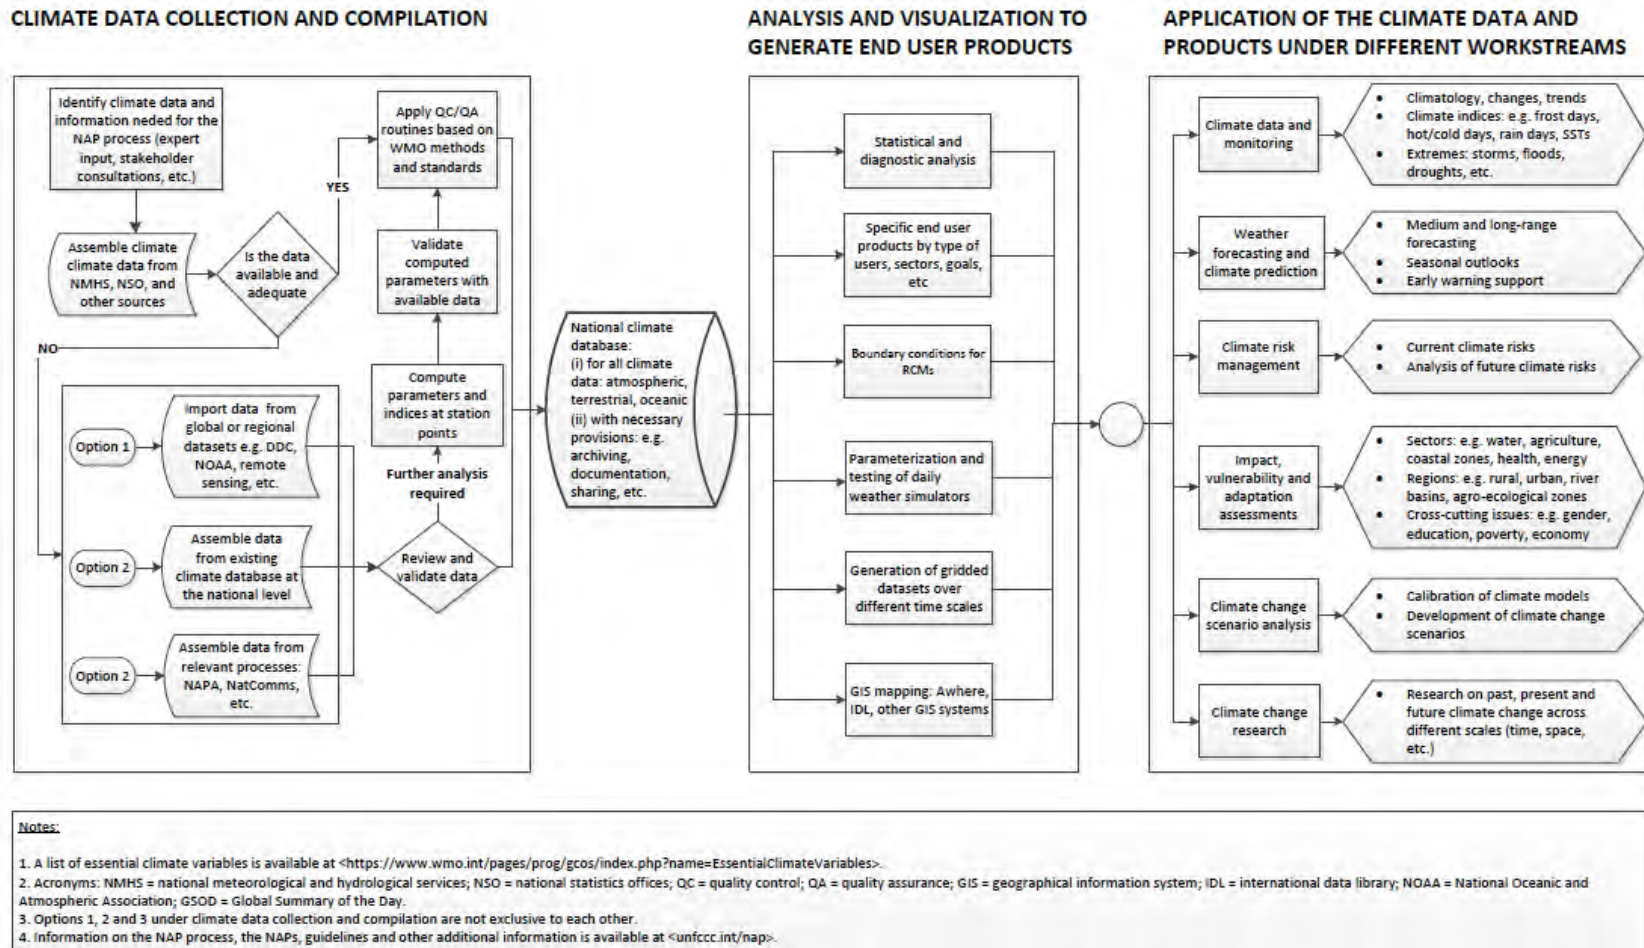 CLIMATE DATA COLLECTION AND COMPILATION
Identify climate data and
information neded for the
NAP process (expert
input, stakeholder
consultations, etc.)
Assemble climate
climate data from
NMHS, NSO, and
other sources
Is the data
available and
adequate
YES
NO
Apply QC/QA
routines based on
WMO methods
and standards
Validate
computed
parameters with
available data
Compute
parameters and
indices at station
points
Further analysis
required
Review and
validate data
Option 1
Import data from
global or regional
datasets e.g. DDC,
NOAA, remote
sensing, etc.
Option 2
Assemble data
from existing
climate database at
the national level
Option 2
Assemble data from
relevant processes:
NAPA, NatComms,
etc.
National climate
database:
(i) for all climate
data: atmospheric,
terrestrial, oceanic
(ii) with necessary
provisions: e.g.
archiving,
documentation,
sharing, etc.
ANALYSIS AND VISUALIZATION TO
GENERATE END USER PRODUCTS
Statistical and
diagnostic analysis
Specific end user
products by type of
users, sectors, goals,
etc
Boundary conditions for
RCMs
Parameterization and
testing of daily
weather simulators
Generation of gridded
datasets over
different time scales
GIS mapping: Awhere,
IDL, other GIS systems
APPLICATION OF THE CLIMATE DATA AND
PRODUCTS UNDER DIFFERENT WORKSTREAMS
Climate data and
monitoring
• Climatology, changes, trends
• Climate indices: e.g. frost days,
hot/cold days, rain days, SSTs
• Extremes: storms, floods,
droughts, etc.
Weather
forecasting and
climate prediction
• Medium and long-range
forecasting
• Seasonal outlooks
• Early warning support
Climate risk
management
• Current climate risks
• Analysis of future climate risks
Impact,
vulnerability and
adaptation
assessments
• Sectors: e.g. water, agriculture,
coastal zones, health, energy
• Regions: e.g. rural, urban, river
basins, agro-ecological zones
• Cross-cutting issues: e.g. gender,
education, poverty, economy
Climate change
scenario analysis
• Calibration of climate models
• Development of climate change
scenarios
Climate change
research
• Research on past, present and
future climate change across
different scales (time, space,
etc.)
Notes:
1. A list of essential climate variables is available at <https://www.wmo.int/pages/prog/gcos/index.php?name=EssentialClimateVariables>.
2. Acronyms: NMHS = national meteorological and hydrological services; NSO = national statistics offices; QC = quality control; QA = quality assurance; GIS = geographical information system; IDL = international data library; NOAA = National Oceanic and
Atmospheric Association; GSOD = Global Summary of the Day.
3. Options 1, 2 and 3 under climate data collection and compilation are not exclusive to each other.
4. Information on the NAP process, the NAPs, guidelines and other additional information is available at <unfccc.int/nap>.